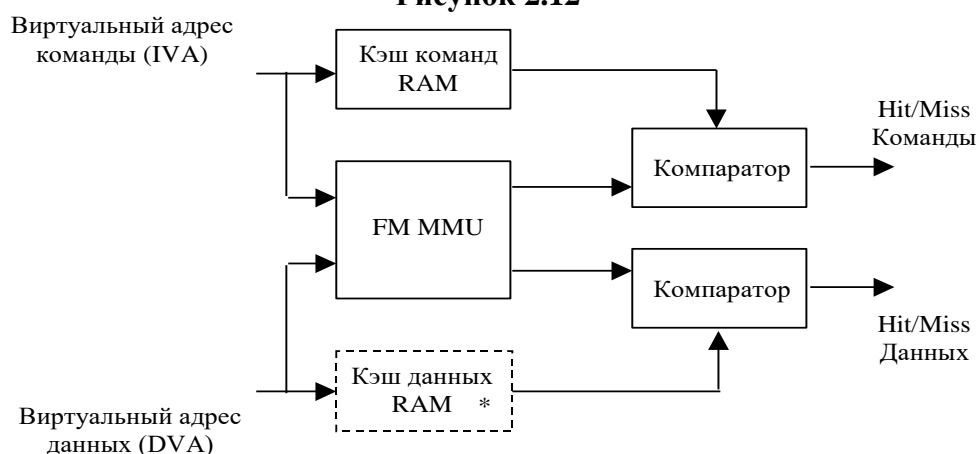 Рисунок 2.12
Виртуальный адрес
команды (IVA)
Кэш команд
RAM
Hit/Miss
Команды
Компаратор
FM MMU
Компаратор
Hit/Miss
Данных
Кэш данных
RAM *
Виртуальный адрес
данных (DVA)